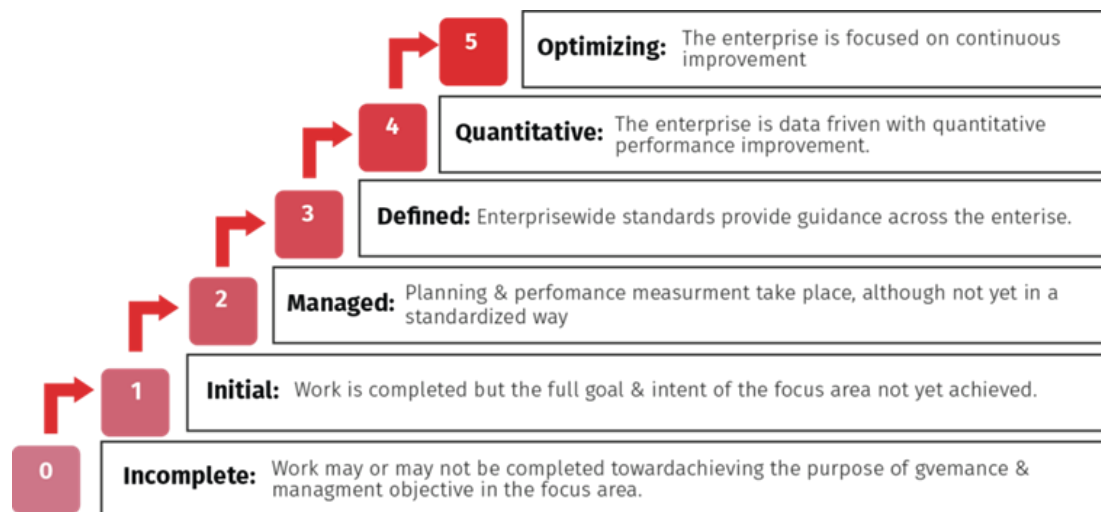 5
Optimizing: The enterprise is focused on continuous
improvement
4
Quantitative: The enterprise is data friven with quantitative
performance improvement.
3
Defined: Enterprisewide standards provide guidance across the enterise.
2
Managed: Planning & perfomance measurment take place, although not yet in a
standardized way
1
Initial: Work is completed but the full goal & intent of the focus area not yet achieved.
0
Incomplete: Work may or may not be completed towardachieving the purpose of gvemance &
managment objective in the focus area.